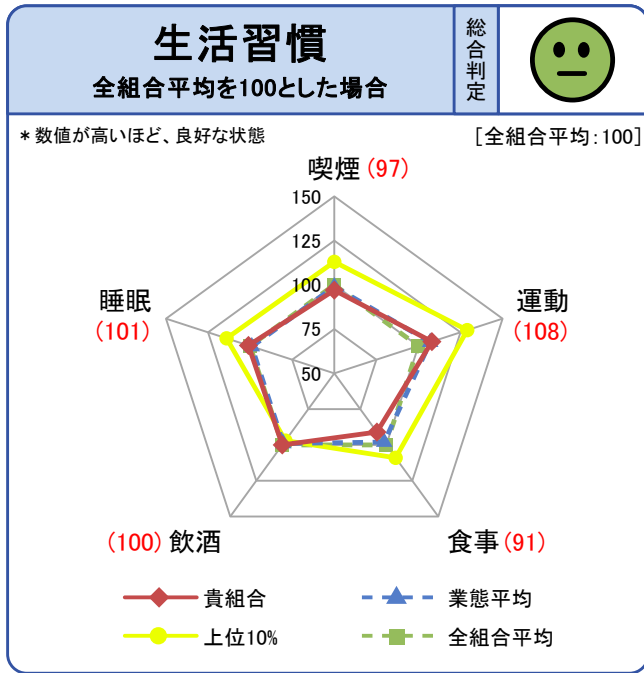 生活習慣
全組合平均を100とした場合
総合判定
*数値が高いほど、良好な状態
[全組合平均:100]
喫煙(97)
150
125
100
75
50
睡眠
(101)
運動
(108)
(100)飲酒
食事(91)
貴組合
業態平均
上位10%
全組合平均